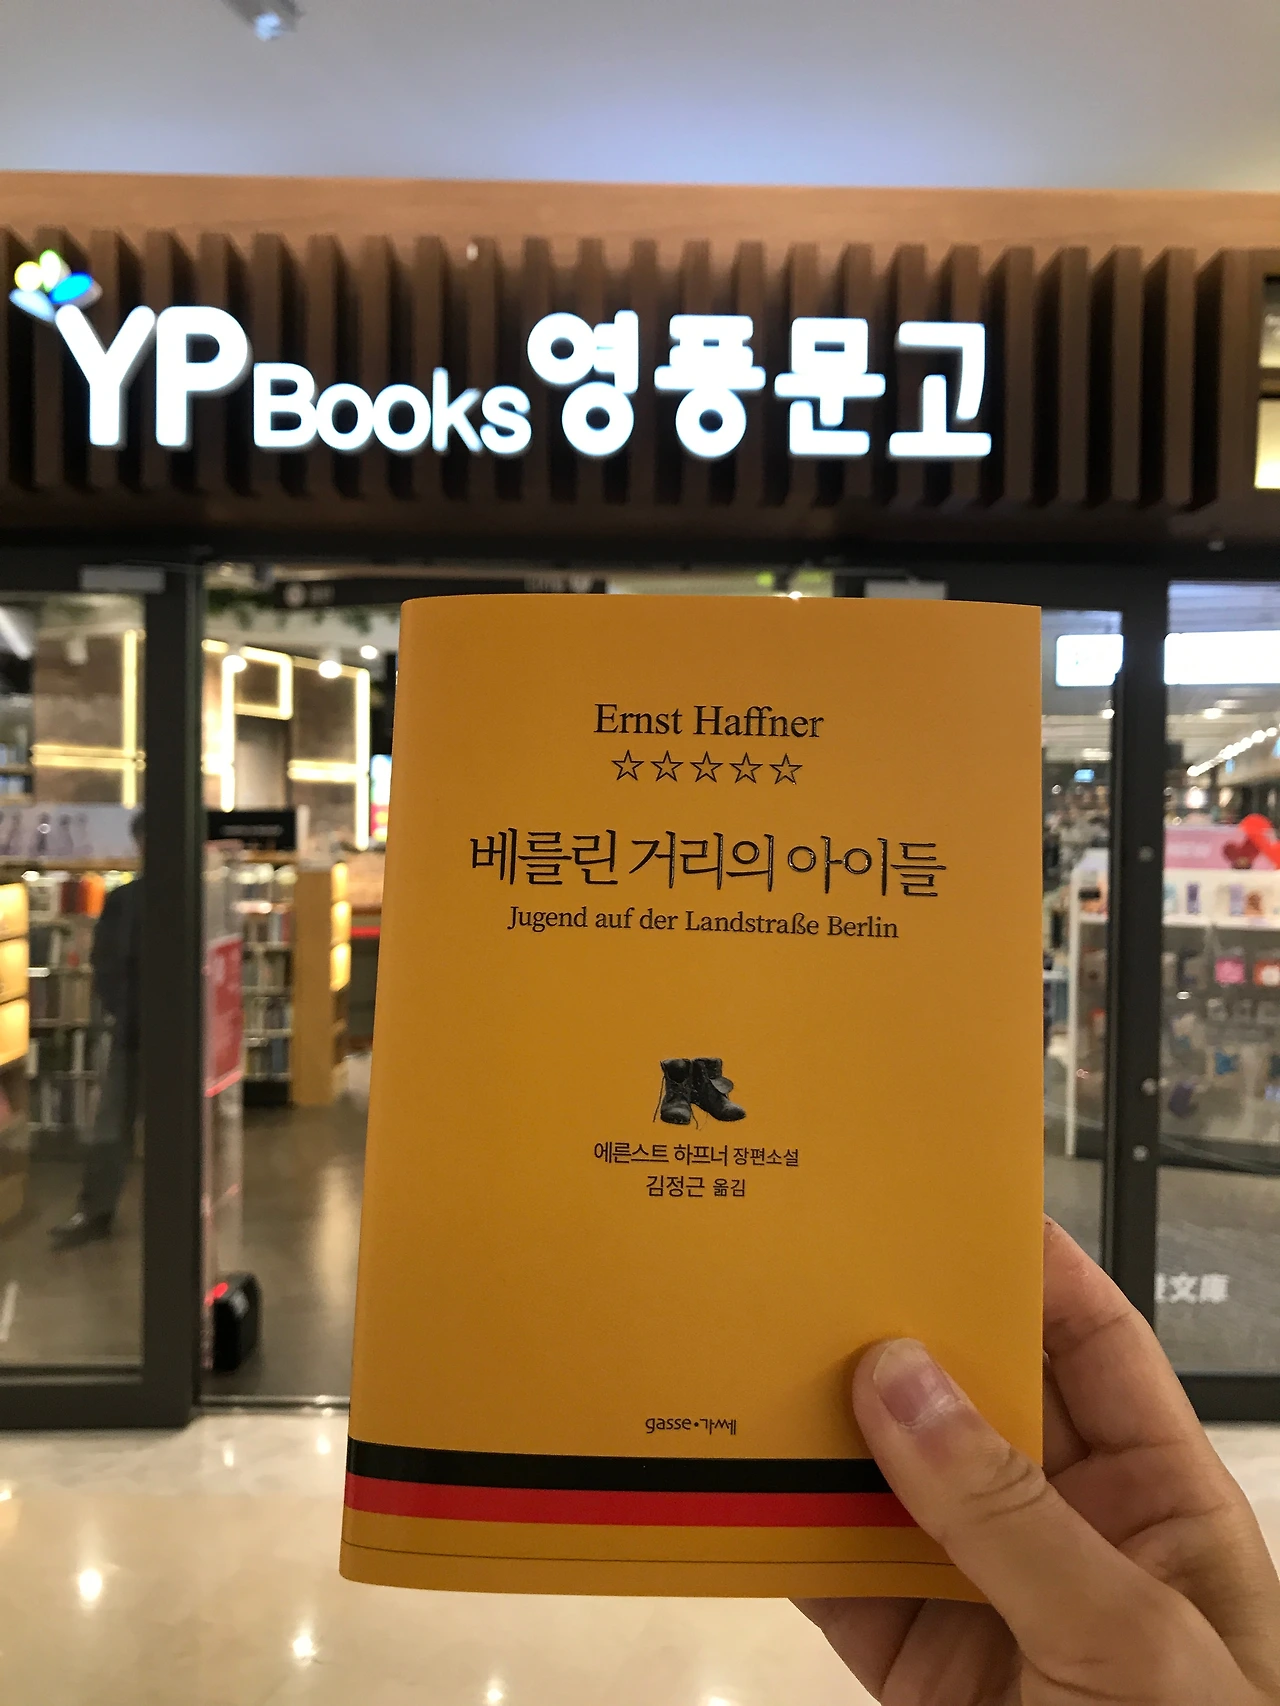 YP Books 영풍문고
Ernst Haffner
☆☆☆☆☆
베를린 거리의 아이들
Jugend auf der Landstraße Berlin
에른스트 하프너 장편소설
김정근 옮김
gasse•가쎄
文庫